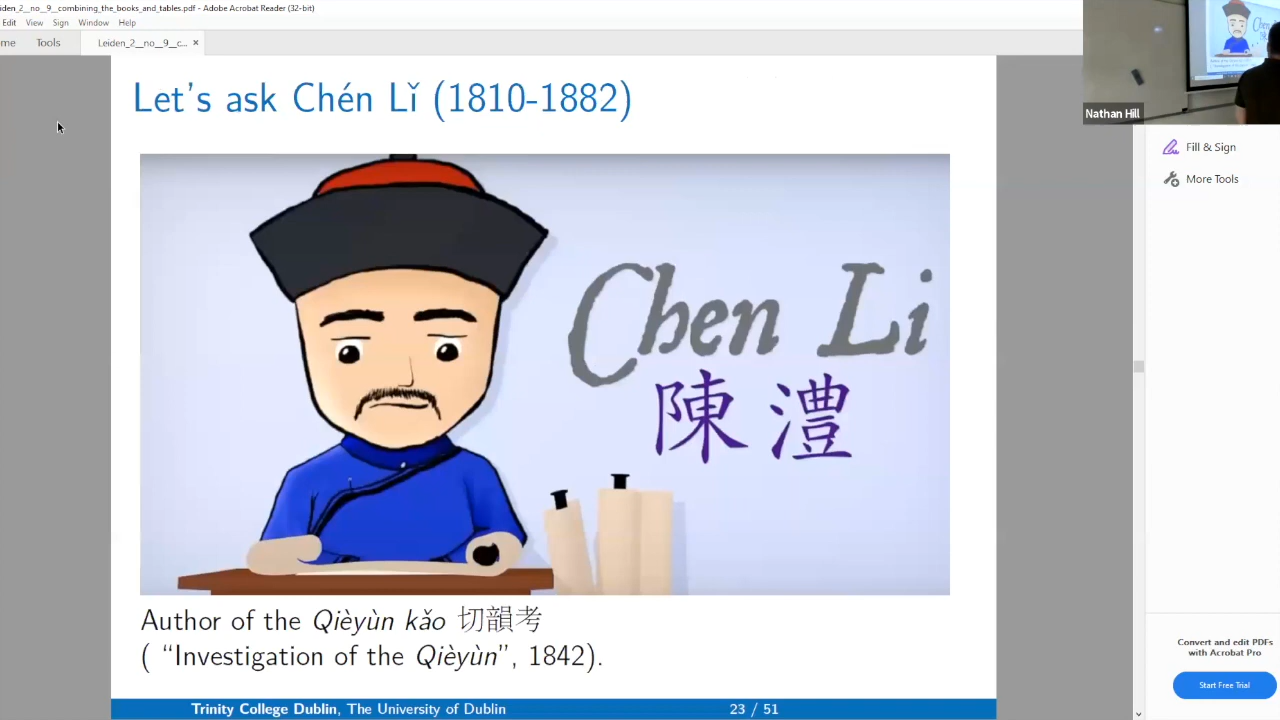 eiden_2__no__9__combining_the_books_and_tables.pdf - Adobe Acrobat Reader (32-bit)
Edit View Sign Window Help
me Tools Leiden_2__no__9__c... ×
Let's ask Chén Lǐ (1810-1882)
Chen Li
陳澧
Author of the Qièyùn kǎo 切韻考
( “Investigation of the Qièyùn”, 1842).
Trinity College Dublin, The University of Dublin 23 / 51
Nathan Hill
Fill & Sign
More Tools
Convert and edit PDFs
with Acrobat Pro
Start Free Trial